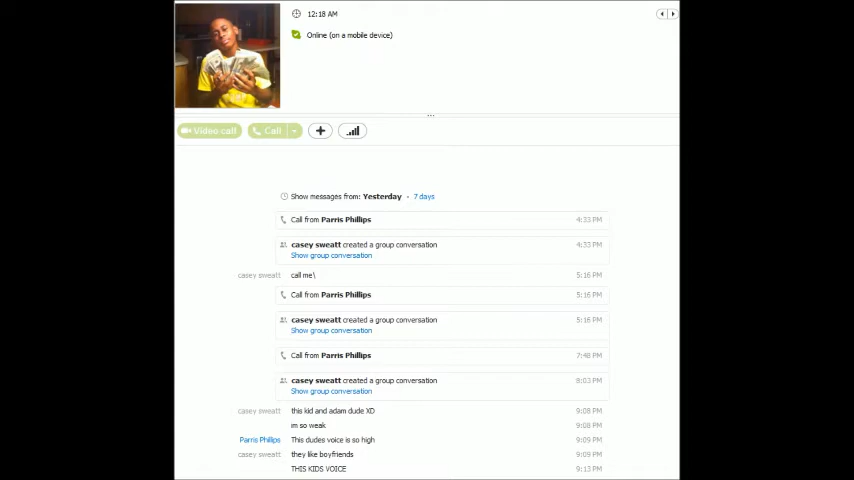 12:18 AM
Online (on a mobile device)
Video call
Call
Show messages from: Yesterday • 7 days
Call from Parris Phillips 4:33 PM
casey sweatt created a group conversation 4:33 PM
Show group conversation
casey sweatt call me\ 5:16 PM
Call from Parris Phillips 5:16 PM
casey sweatt created a group conversation 5:16 PM
Show group conversation
Call from Parris Phillips 7:48 PM
casey sweatt created a group conversation 8:03 PM
Show group conversation
casey sweatt this kid and adam dude XD 9:08 PM
im so weak 9:08 PM
Parris Phillips This dudes voice is so high 9:09 PM
casey sweatt they like boyfriends 9:09 PM
THIS KIDS VOICE 9:13 PM